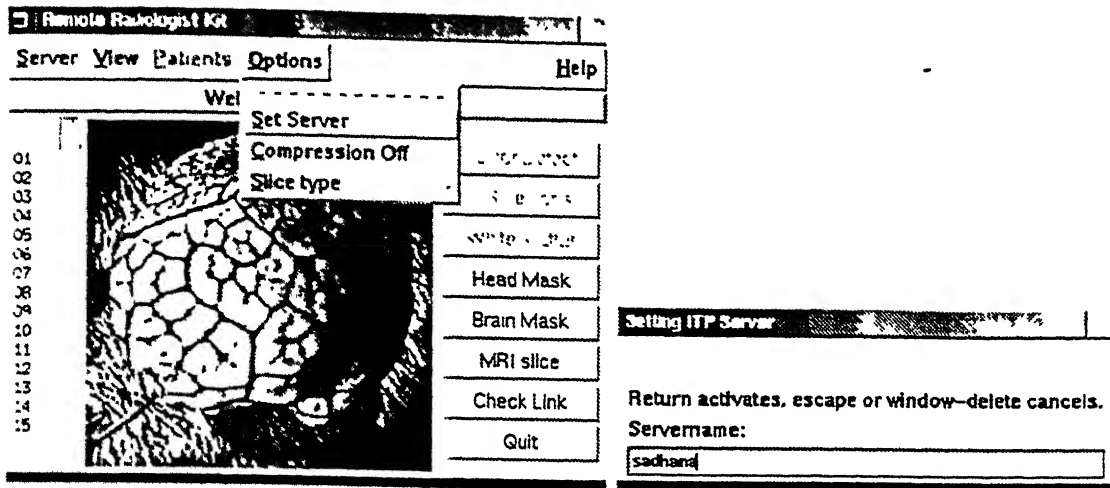 Remote Radiologist Kit
Server View Patients Options Help
Wel
Set Server
Compression Off
Slice type
01
02
03
04
05
06
07
08
09
10
11
12
13
14
15
Head Mask
Brain Mask
MRI slice
Check Link
Quit
Setting ITP Server
Return activates, escape or window-delete cancels.
Servername:
sadhana